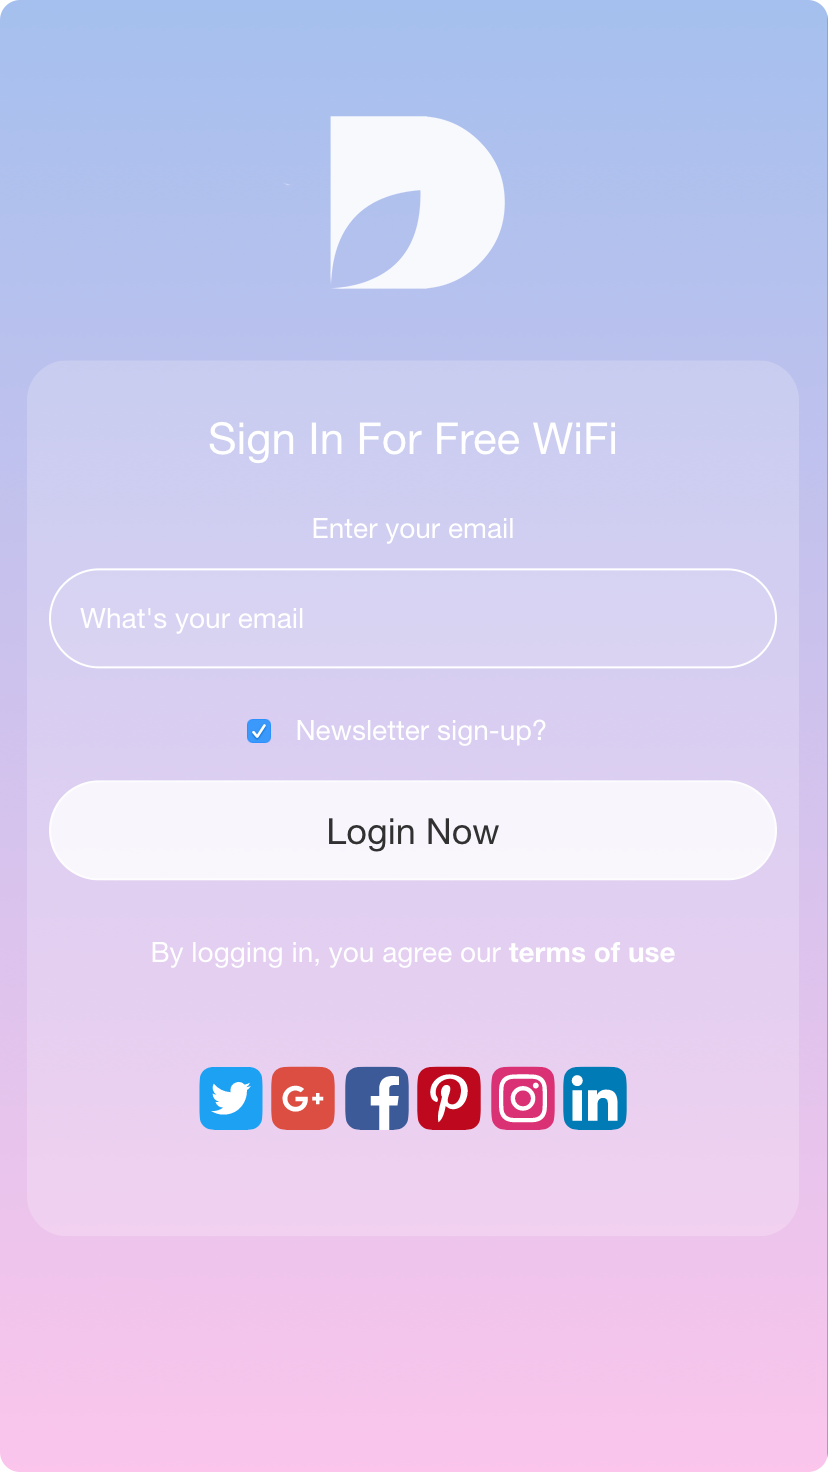 Sign In For Free WiFi
Enter your email
What's your email
Newsletter sign-up?
Login Now
By logging in, you agree our terms of use